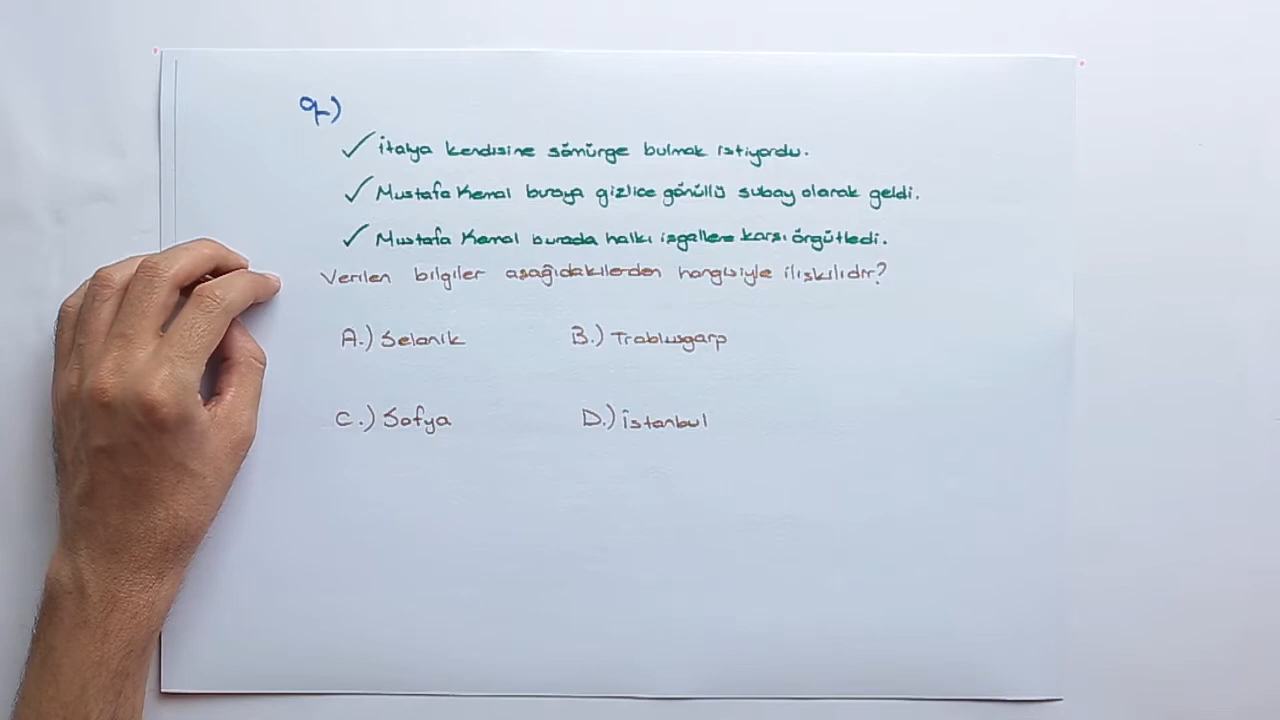 9)
✓ İtalya kendisine sömürge bulmak istiyordu.
✓ Mustafa Kemal buraya gizlice gönüllü subay olarak geldi.
✓ Mustafa Kemal burada halkı işgallere karşı örgütledi.
Verilen bilgiler aşağıdakilerden hangisiyle ilişkilidir?
A.) Selanik B.) Trablusgarp
C.) Sofya D.) İstanbul